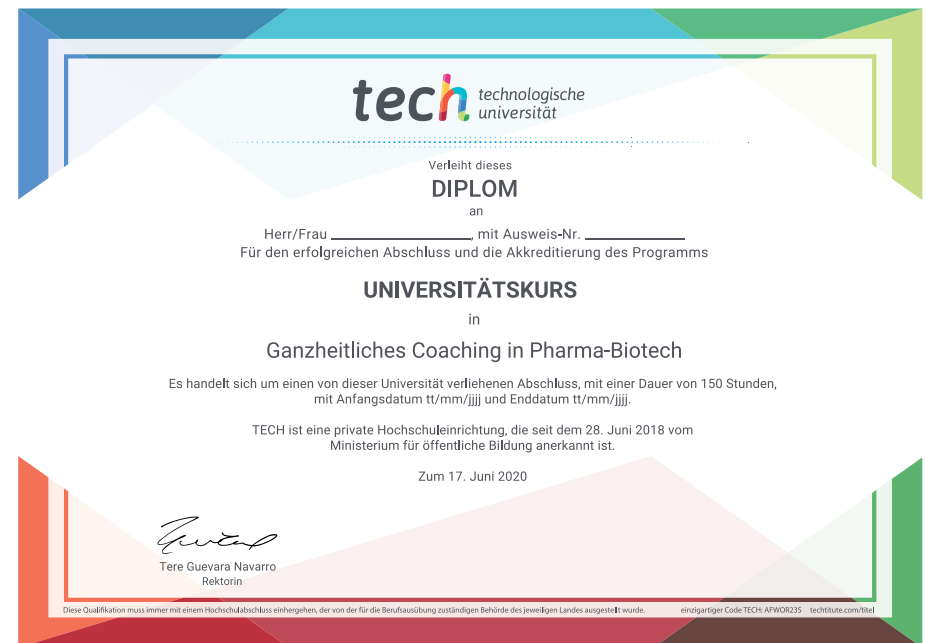 tech technologische
universität
Verleiht dieses
DIPLOM
an
Herr/Frau ____________, mit Ausweis-Nr. ____________
Für den erfolgreichen Abschluss und die Akkreditierung des Programms
UNIVERSITÄTSKURS
in
Ganzheitliches Coaching in Pharma-Biotech
Es handelt sich um einen von dieser Universität verliehenen Abschluss, mit einer Dauer von 150 Stunden,
mit Anfangsdatum tt/mm/jjjj und Enddatum tt/mm/jjjj.
TECH ist eine private Hochschuleinrichtung, die seit dem 28. Juni 2018 vom
Ministerium für öffentliche Bildung anerkannt ist.
Zum 17. Juni 2020
Tere Guevara Navarro
Rektorin
Diese Qualifikation muss immer mit einem Hochschulabschluss einhergehen, der von der für die Berufsausübung zuständigen Behörde des jeweiligen Landes ausgestellt wurde. einzigartiger Code TECH: AFWOR23S techtitute.com/titel